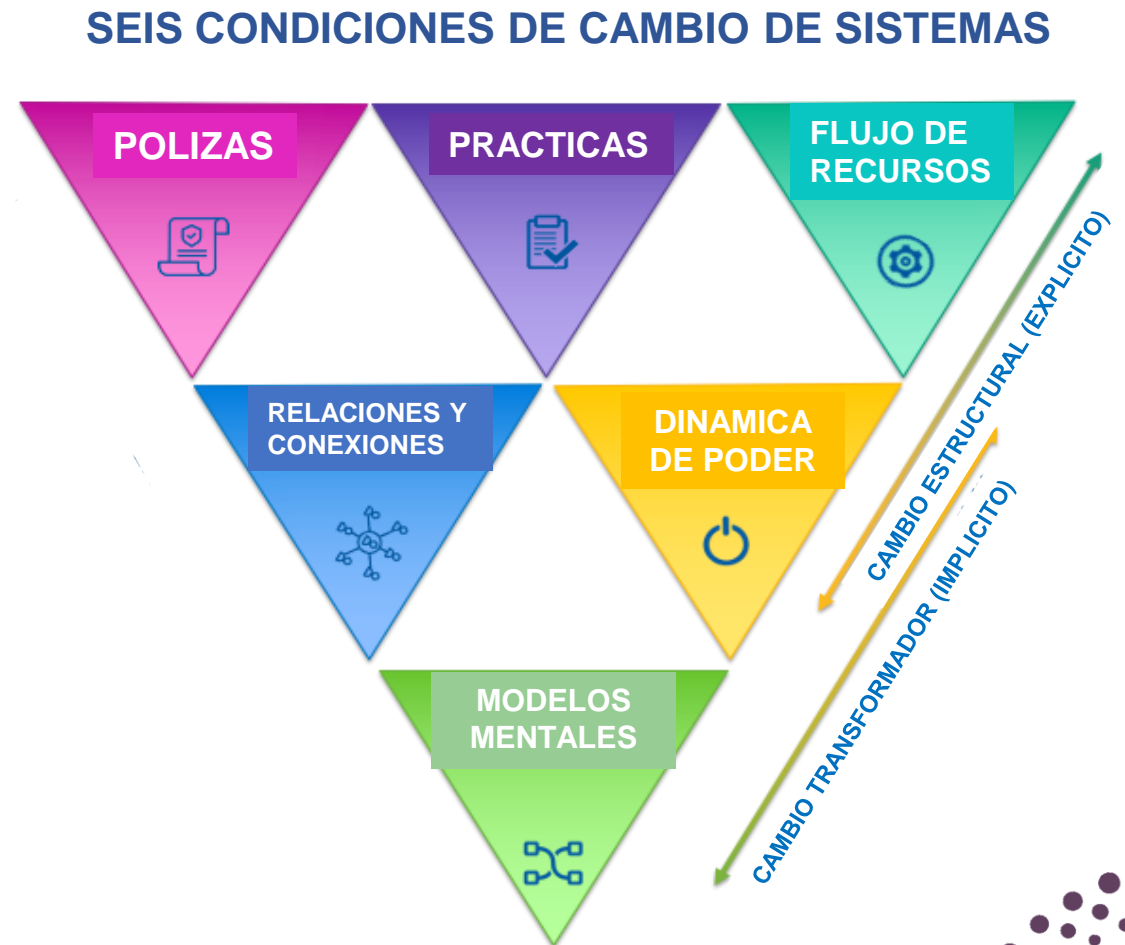 SEIS CONDICIONES DE CAMBIO DE SISTEMAS
POLIZAS
PRACTICAS
FLUJO DE
RECURSOS
RELACIONES Y
CONEXIONES
DINAMICA
DE PODER
MODELOS
MENTALES
CAMBIO ESTRUCTURAL (EXPLICITO)
CAMBIO TRANSFORMADOR (IMPLICITO)